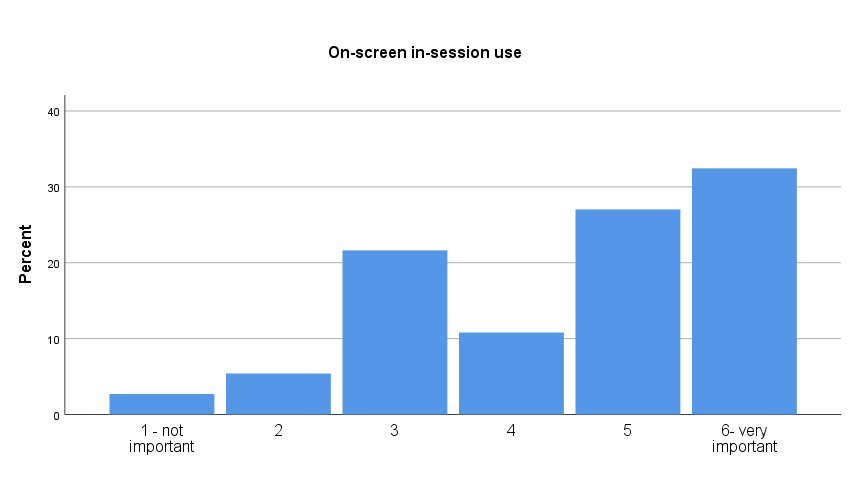 On-screen in-session use
Percent
40
30
20
10
0
1 - not
important
2
3
4
5
6- very
important